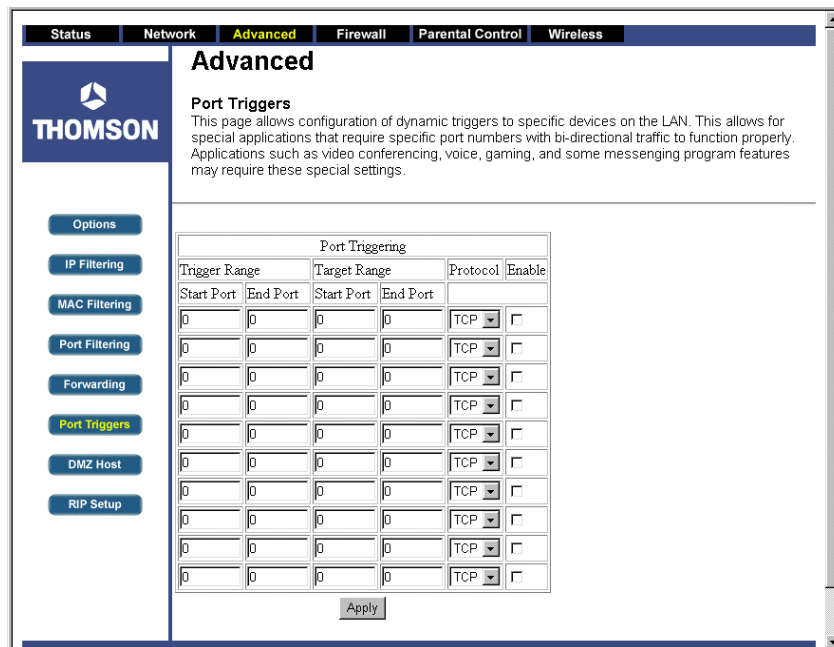 Status Network Advanced Firewall Parental Control Wireless
Advanced
THOMSON
Port Triggers
This page allows configuration of dynamic triggers to specific devices on the LAN. This allows for
special applications that require specific port numbers with bi-directional traffic to function properly.
Applications such as video conferencing, voice, gaming, and some messenging program features
may require these special settings.
Options
IP Filtering
MAC Filtering
Port Filtering
Forwarding
Port Triggers
DMZ Host
RIP Setup
Port Triggering
Trigger Range Target Range Protocol Enable
Start Port End Port Start Port End Port
0 0 0 0 TCP
0 0 0 0 TCP
0 0 0 0 TCP
0 0 0 0 TCP
0 0 0 0 TCP
0 0 0 0 TCP
0 0 0 0 TCP
0 0 0 0 TCP
0 0 0 0 TCP
0 0 0 0 TCP
Apply